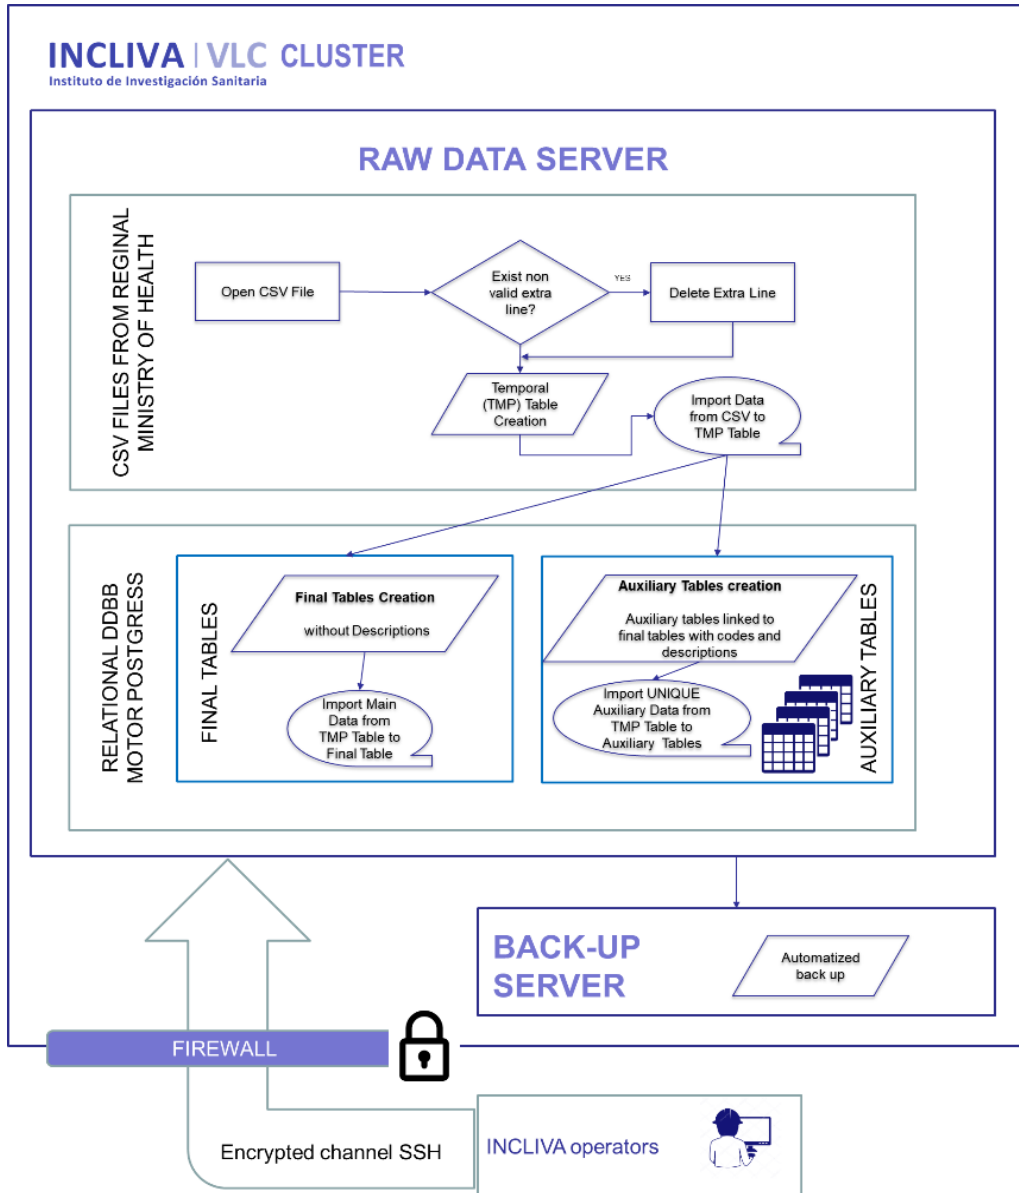 INCLIVA | VLC CLUSTER
Instituto de Investigación Sanitaria
RAW DATA SERVER
CSV FILES FROM REGINAL
MINISTRY OF HEALTH
Open CSV File
Exist non
valid extra
line?
YES
Delete Extra Line
Temporal
(TMP) Table
Creation
Import Data
from CSV to
TMP Table
RELATIONAL DDBB
MOTOR POSTGRESS
FINAL TABLES
Final Tables Creation
without Descriptions
Import Main
Data from
TMP Table to
Final Table
Auxiliary Tables creation
Auxiliary tables linked to
final tables with codes and
descriptions
Import UNIQUE
Auxiliary Data from
TMP Table to
Auxiliary Tables
AUXILIARY TABLES
BACK-UP
SERVER
Automatized
back up
FIREWALL
Encrypted channel SSH
INCLIVA operators